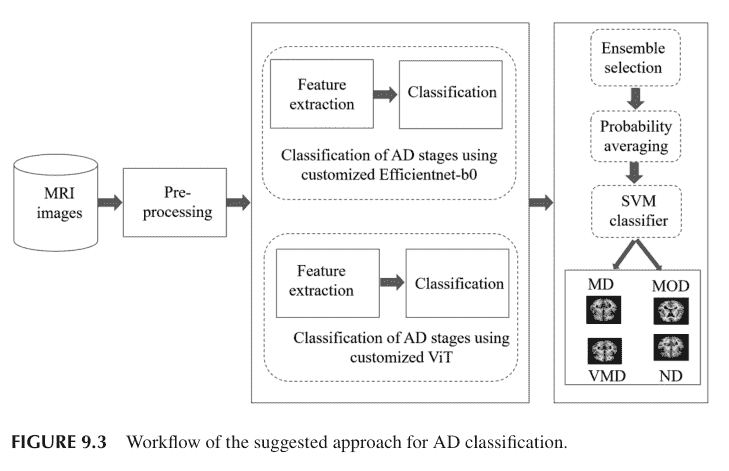 MRI
images
Pre-
processing
Feature
extraction
Classification
Classification of AD stages using
customized Efficientnet-b0
Feature
extraction
Classification
Classification of AD stages using
customized ViT
Ensemble
selection
Probability
averaging
SVM
classifier
MD MOD
VMD ND
FIGURE 9.3 Workflow of the suggested approach for AD classification.